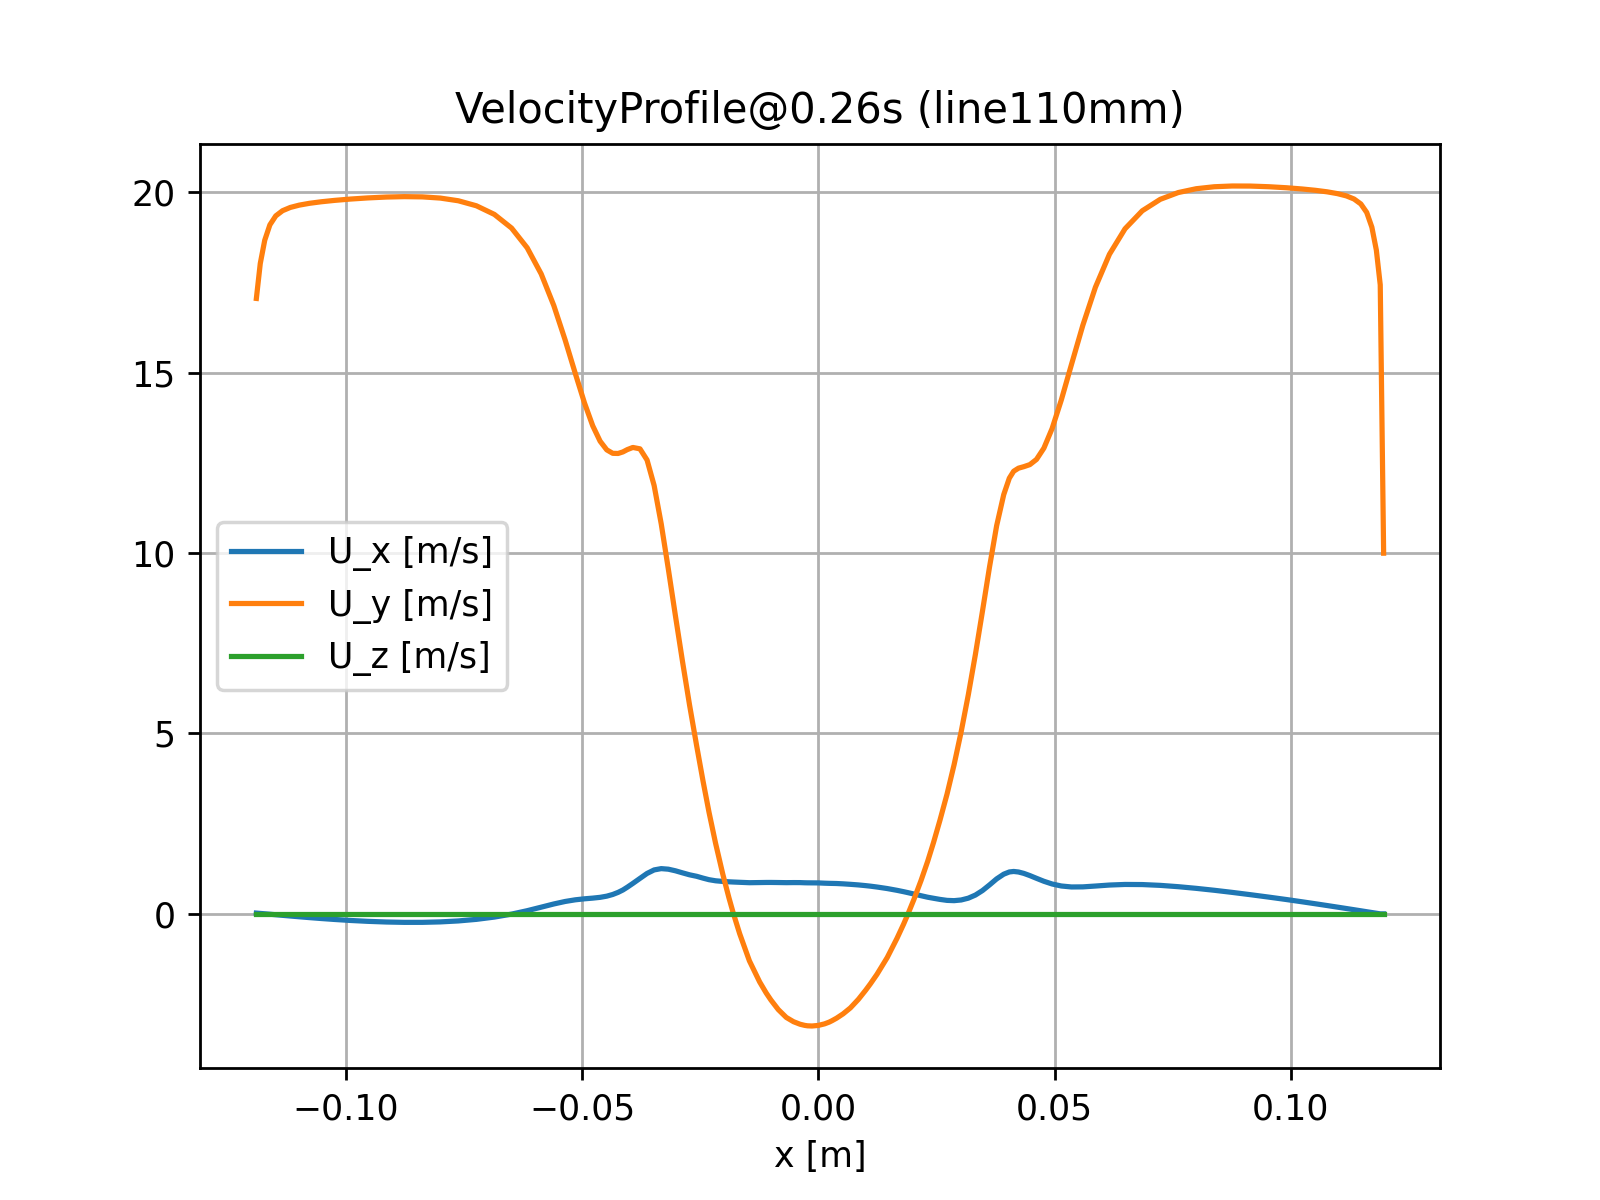 VelocityProfile@0.26s (line110mm)
20
15
10
5
0
U_x [m/s]
U_y [m/s]
U_z [m/s]
−0.10
−0.05
0.00
0.05
0.10
x [m]